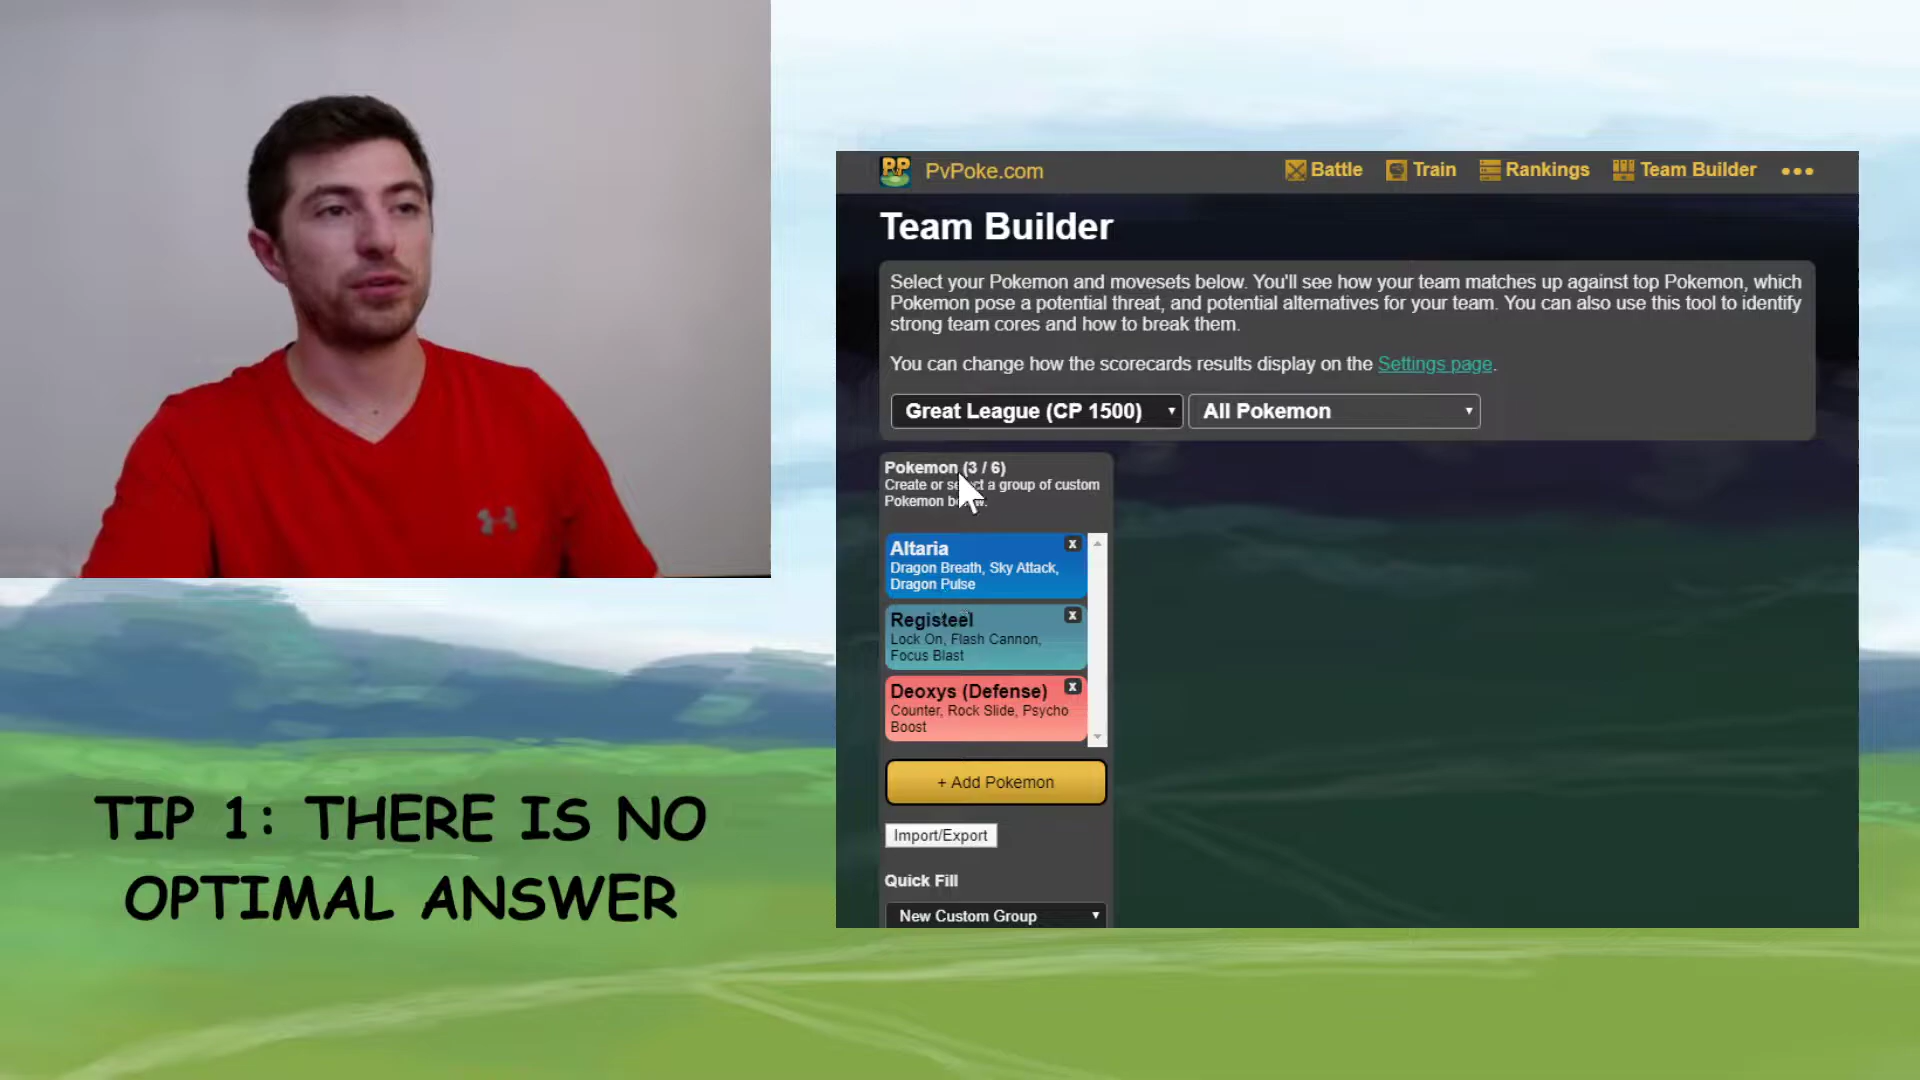 PvPoke.com
Battle
Train
Rankings
Team Builder
Team Builder
Select your Pokemon and movesets below. You'll see how your team matches up against top Pokemon, which
Pokemon pose a potential threat, and potential alternatives for your team. You can also use this tool to identify
strong team cores and how to break them.
You can change how the scorecards results display on the Settings page.
Great League (CP 1500)
All Pokemon
Pokemon (3 / 6)
Create or a group of custom
Pokemon
Altaria
Dragon Breath, Sky Attack,
Dragon Pulse
Registeel
Lock On, Flash Cannon,
Focus Blast
Deoxys (Defense)
Counter, Rock Slide, Psycho
Boost
+ Add Pokemon
Import/Export
Quick Fill
New Custom Group
TIP 1: THERE IS NO
OPTIMAL ANSWER